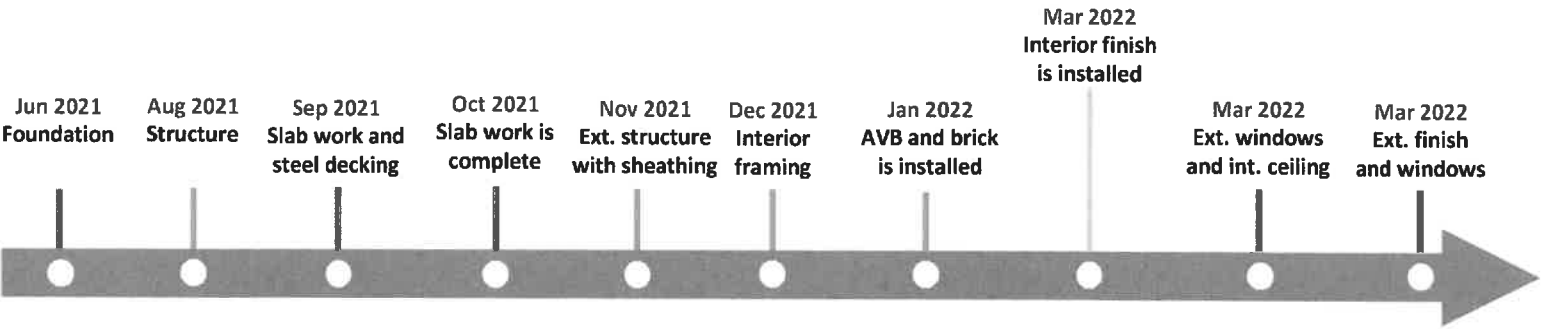 Jun 2021
Foundation
Aug 2021
Structure
Sep 2021
Slab work and
steel decking
Oct 2021
Slab work is
complete
Nov 2021
Ext. structure
with sheathing
Dec 2021
Interior
framing
Jan 2022
AVB and brick
is installed
Mar 2022
Interior finish
is installed
Mar 2022
Ext. windows
and int. ceiling
Mar 2022
Ext. finish
and windows